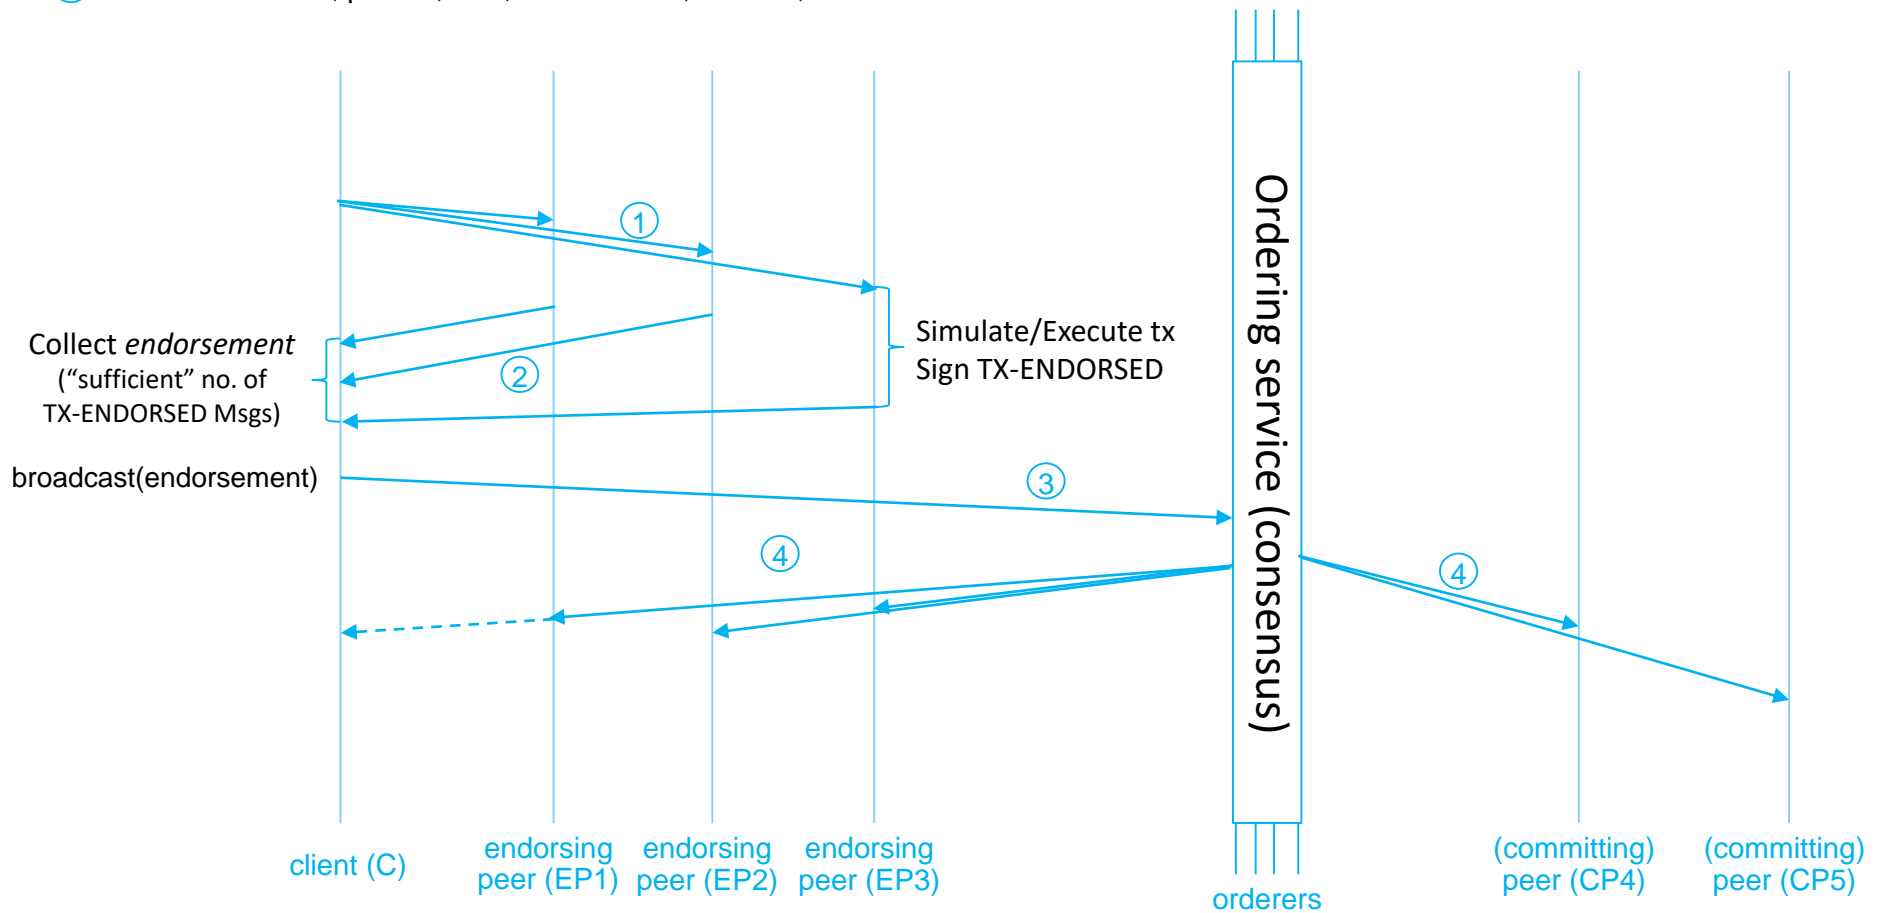 ①
②
Collect endorsement
(“sufficient” no. of
TX-ENDORSED Msgs)
Simulate/Execute tx
Sign TX-ENDORSED
broadcast(endorsement)
③
④
④
Ordering service (consensus)
client (C)
endorsing
peer (EP1)
endorsing
peer (EP2)
endorsing
peer (EP3)
orderers
(committing)
peer (CP4)
(committing)
peer (CP5)